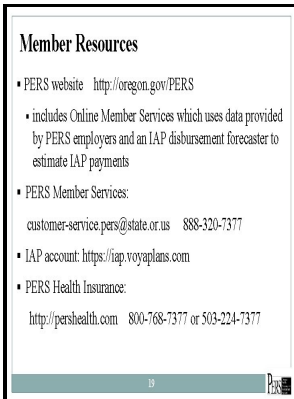 Member Resources
▪ PERS website http://oregon.gov/PERS
▪ includes Online Member Services which uses data provided
by PERS employers and an IAP disbursement forecaster to
estimate IAP payments
▪ PERS Member Services:
customer-service.pers@state.or.us 888-320-7377
▪ IAP account: https://iap.voyaplans.com
▪ PERS Health Insurance:
http://pershealth.com 800-768-7377 or 503-224-7377
19
PERS